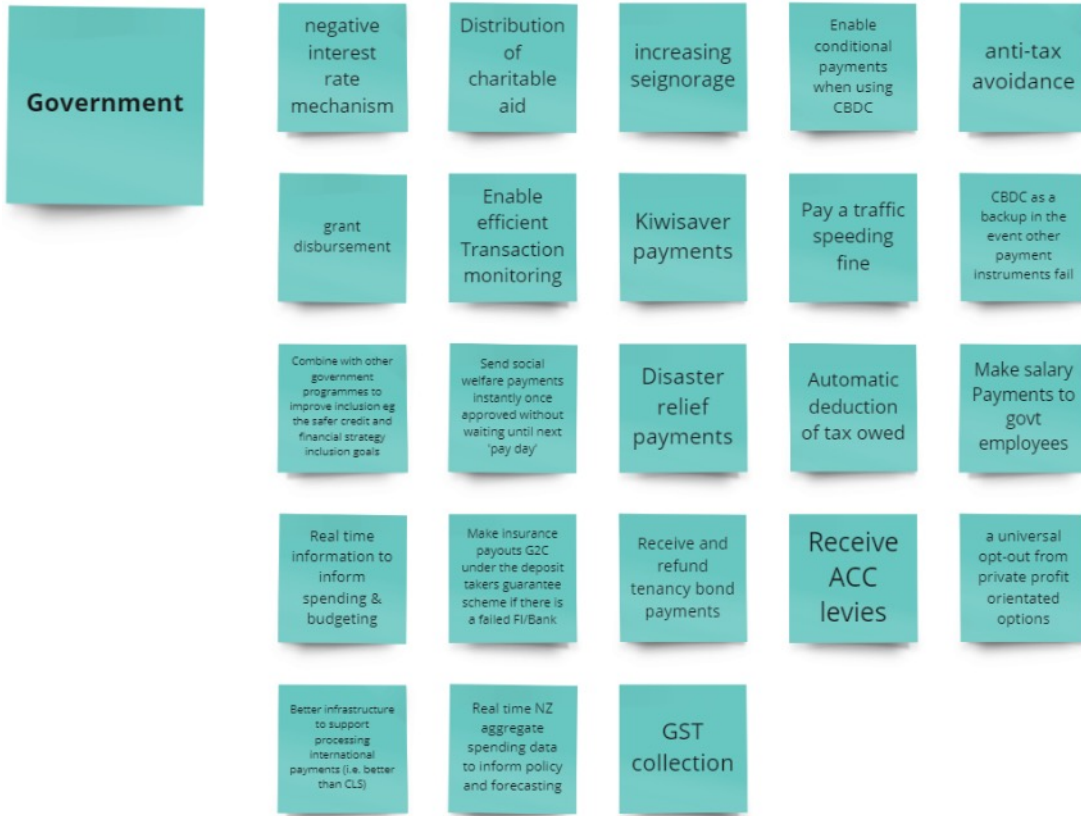 Government
negative
interest
rate
mechanism
Distribution
of
charitable
aid
increasing
seignorage
Enable
conditional
payments
when using
CBDC
anti-tax
avoidance
grant
disbursement
Enable
efficient
Transaction
monitoring
Kiwisaver
payments
Pay a traffic
speeding
fine
CBDC as a
backup in the
event other
payment
instruments fail
Combine with other
government
programmes to
improve inclusion eg
the safer credit and
financial strategy
inclusion goals
Send social
welfare payments
instantly once
approved without
waiting until next
'pay day'
Disaster
relief
payments
Automatic
deduction
of tax owed
Make salary
Payments to
govt
employees
Real time
information to
inform
spending &
budgeting
Make insurance
payouts G2C
under the deposit
takers guarantee
scheme if there is
a failed FI/Bank
Receive and
refund
tenancy bond
payments
Receive
ACC
levies
a universal
opt-out from
private profit
orientated
options
Better infrastructure
to support
processing
international
payments (i.e. better
than CLS)
Real time NZ
aggregate
spending data
to inform policy
and forecasting
GST
collection